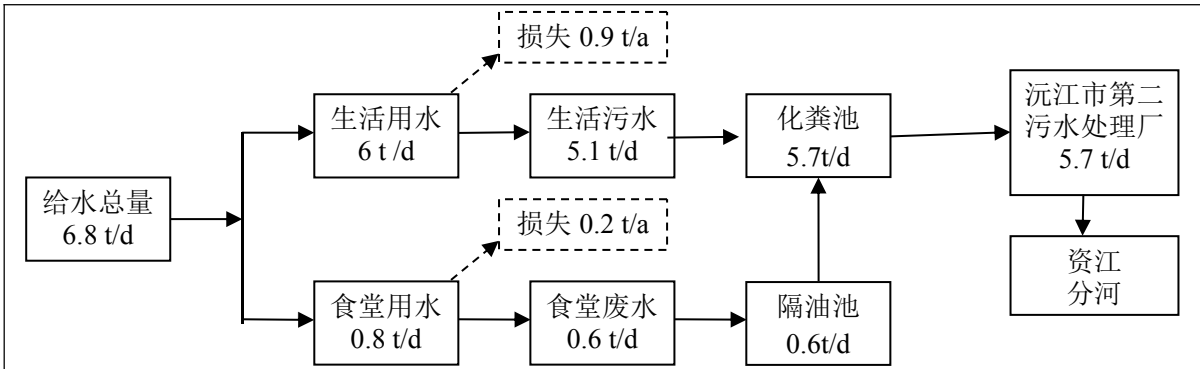 损失 0.9 t/a
生活用水
6 t /d
生活污水
5.1 t/d
化粪池
5.7t/d
沅江市第二
污水处理厂
5.7 t/d
给水总量
6.8 t/d
损失 0.2 t/a
资江
分河
食堂用水
0.8 t/d
食堂废水
0.6 t/d
隔油池
0.6t/d